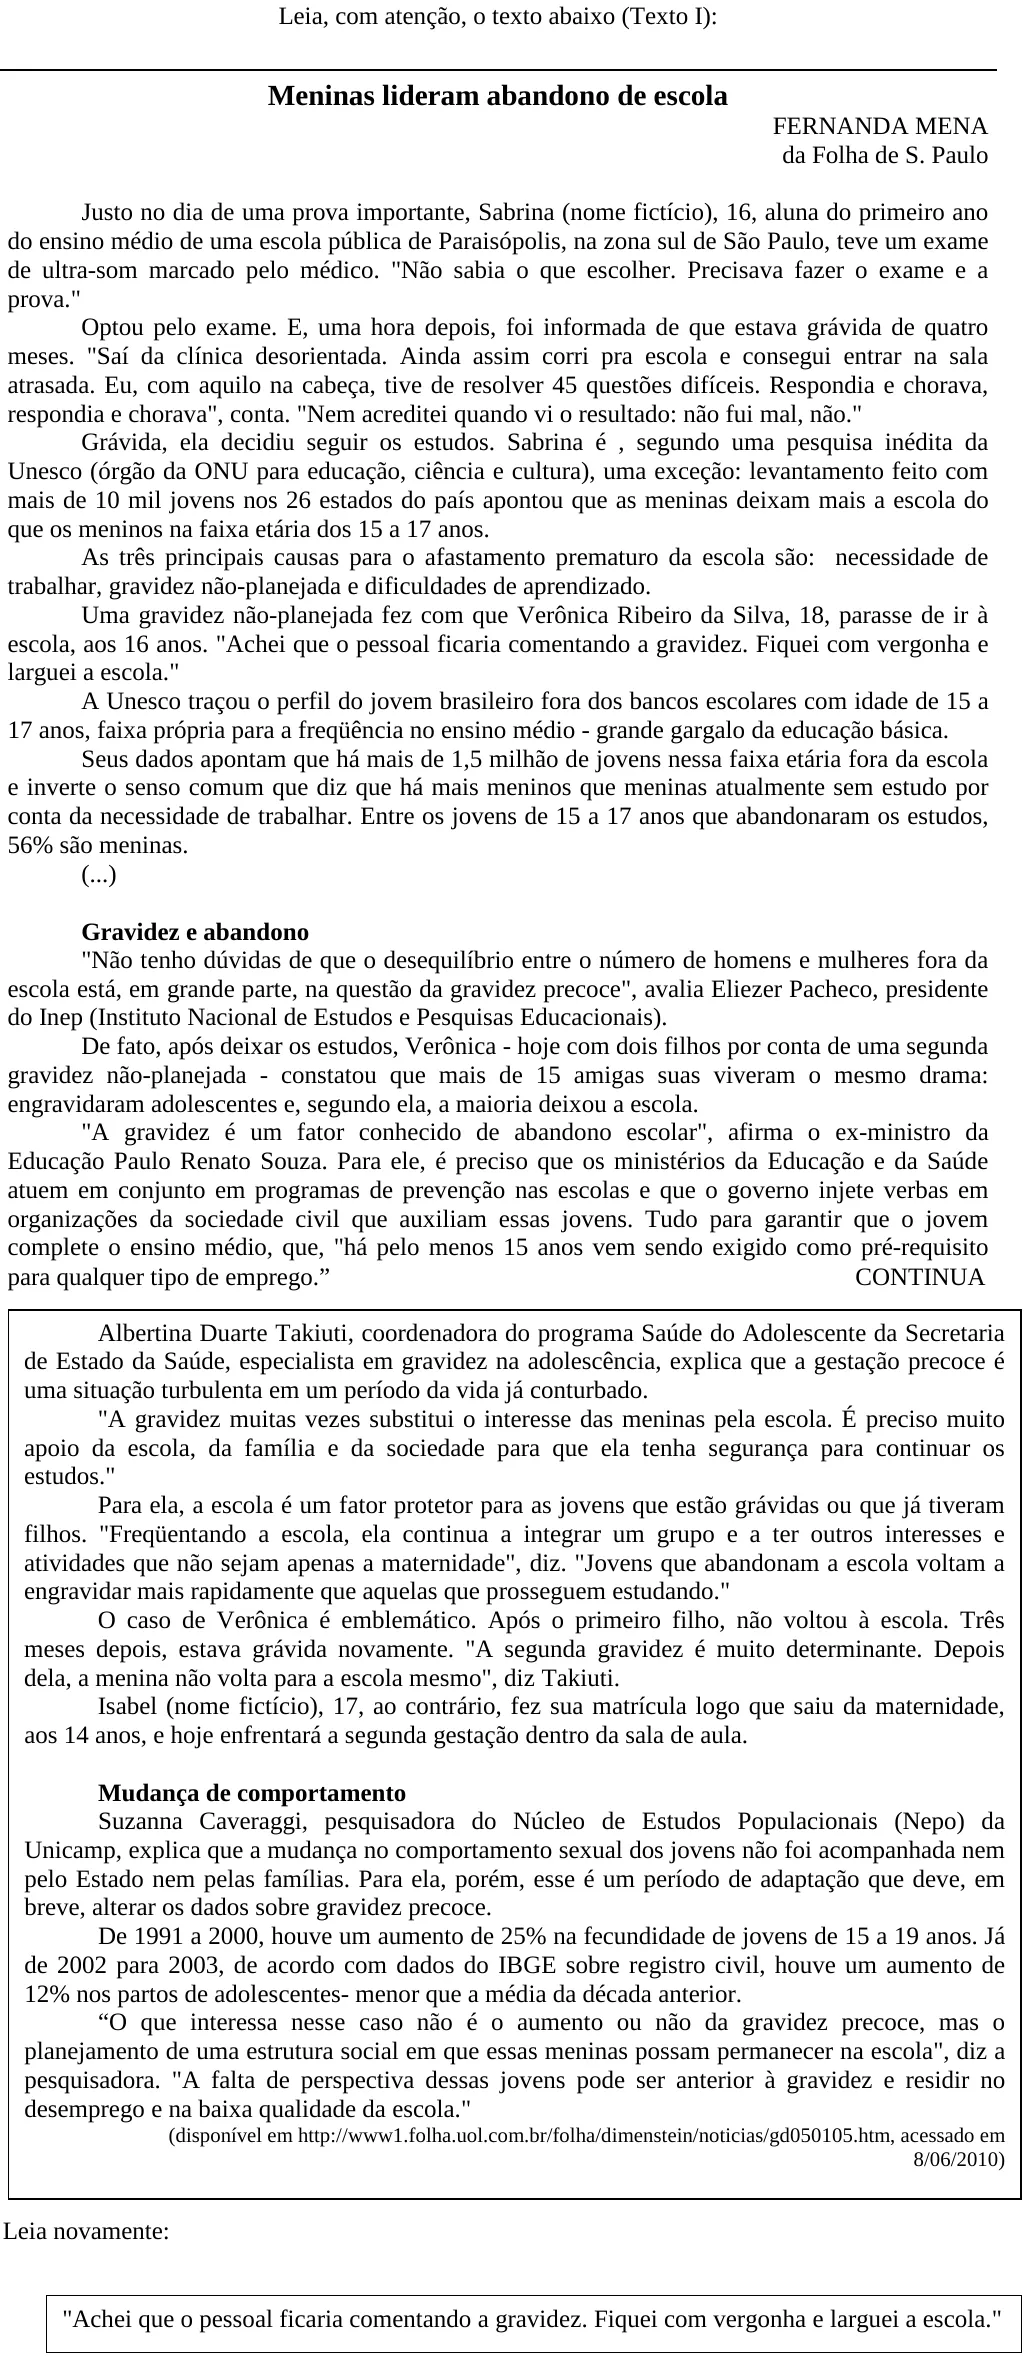 Leia, com atenção, o texto abaixo (Texto I):
Meninas lideram abandono de escola
FERNANDA MENA
da Folha de S. Paulo
Justo no dia de uma prova importante, Sabrina (nome fictício), 16, aluna do primeiro ano
do ensino médio de uma escola pública de Paraisópolis, na zona sul de São Paulo, teve um exame
de ultra-som marcado pelo médico. "Não sabia o que escolher. Precisava fazer o exame e a
prova."
Optou pelo exame. E, uma hora depois, foi informada de que estava grávida de quatro
meses. "Saí da clínica desorientada. Ainda assim corri pra escola e consegui entrar na sala
atrasada. Eu, com aquilo na cabeça, tive de resolver 45 questões difíceis. Respondia e chorava,
respondia e chorava", conta. "Nem acreditei quando vi o resultado: não fui mal, não."
Grávida, ela decidiu seguir os estudos. Sabrina é , segundo uma pesquisa inédita da
Unesco (órgão da ONU para educação, ciência e cultura), uma exceção: levantamento feito com
mais de 10 mil jovens nos 26 estados do país apontou que as meninas deixam mais a escola do
que os meninos na faixa etária dos 15 a 17 anos.
As três principais causas para o afastamento prematuro da escola são:  necessidade de
trabalhar, gravidez não-planejada e dificuldades de aprendizado.
Uma gravidez não-planejada fez com que Verônica Ribeiro da Silva, 18, parasse de ir à
escola, aos 16 anos. "Achei que o pessoal ficaria comentando a gravidez. Fiquei com vergonha e
larguei a escola."
A Unesco traçou o perfil do jovem brasileiro fora dos bancos escolares com idade de 15 a
17 anos, faixa própria para a freqüência no ensino médio - grande gargalo da educação básica.
Seus dados apontam que há mais de 1,5 milhão de jovens nessa faixa etária fora da escola
e inverte o senso comum que diz que há mais meninos que meninas atualmente sem estudo por
conta da necessidade de trabalhar. Entre os jovens de 15 a 17 anos que abandonaram os estudos,
56% são meninas.
(...)
Gravidez e abandono
"Não tenho dúvidas de que o desequilíbrio entre o número de homens e mulheres fora da
escola está, em grande parte, na questão da gravidez precoce", avalia Eliezer Pacheco, presidente
do Inep (Instituto Nacional de Estudos e Pesquisas Educacionais).
De fato, após deixar os estudos, Verônica - hoje com dois filhos por conta de uma segunda
gravidez não-planejada - constatou que mais de 15 amigas suas viveram o mesmo drama:
engravidaram adolescentes e, segundo ela, a maioria deixou a escola.
"A gravidez é um fator conhecido de abandono escolar", afirma o ex-ministro da
Educação Paulo Renato Souza. Para ele, é preciso que os ministérios da Educação e da Saúde
atuem em conjunto em programas de prevenção nas escolas e que o governo injete verbas em
organizações da sociedade civil que auxiliam essas jovens. Tudo para garantir que o jovem
complete o ensino médio, que, "há pelo menos 15 anos vem sendo exigido como pré-requisito
para qualquer tipo de emprego.” CONTINUA
Albertina Duarte Takiuti, coordenadora do programa Saúde do Adolescente da Secretaria
de Estado da Saúde, especialista em gravidez na adolescência, explica que a gestação precoce é
uma situação turbulenta em um período da vida já conturbado.
"A gravidez muitas vezes substitui o interesse das meninas pela escola. É preciso muito
apoio da escola, da família e da sociedade para que ela tenha segurança para continuar os
estudos."
Para ela, a escola é um fator protetor para as jovens que estão grávidas ou que já tiveram
filhos. "Freqüentando a escola, ela continua a integrar um grupo e a ter outros interesses e
atividades que não sejam apenas a maternidade", diz. "Jovens que abandonam a escola voltam a
engravidar mais rapidamente que aquelas que prosseguem estudando."
O caso de Verônica é emblemático. Após o primeiro filho, não voltou à escola. Três
meses depois, estava grávida novamente. "A segunda gravidez é muito determinante. Depois
dela, a menina não volta para a escola mesmo", diz Takiuti.
Isabel (nome fictício), 17, ao contrário, fez sua matrícula logo que saiu da maternidade,
aos 14 anos, e hoje enfrentará a segunda gestação dentro da sala de aula.
Mudança de comportamento
Suzanna Caveraggi, pesquisadora do Núcleo de Estudos Populacionais (Nepo) da
Unicamp, explica que a mudança no comportamento sexual dos jovens não foi acompanhada nem
pelo Estado nem pelas famílias. Para ela, porém, esse é um período de adaptação que deve, em
breve, alterar os dados sobre gravidez precoce.
De 1991 a 2000, houve um aumento de 25% na fecundidade de jovens de 15 a 19 anos. Já
de 2002 para 2003, de acordo com dados do IBGE sobre registro civil, houve um aumento de
12% nos partos de adolescentes- menor que a média da década anterior.
“O que interessa nesse caso não é o aumento ou não da gravidez precoce, mas o
planejamento de uma estrutura social em que essas meninas possam permanecer na escola", diz a
pesquisadora. "A falta de perspectiva dessas jovens pode ser anterior à gravidez e residir no
desemprego e na baixa qualidade da escola."
(disponível em http://www1.folha.uol.com.br/folha/dimenstein/noticias/gd050105.htm, acessado em
8/06/2010)
Leia novamente:
"Achei que o pessoal ficaria comentando a gravidez. Fiquei com vergonha e larguei a escola."